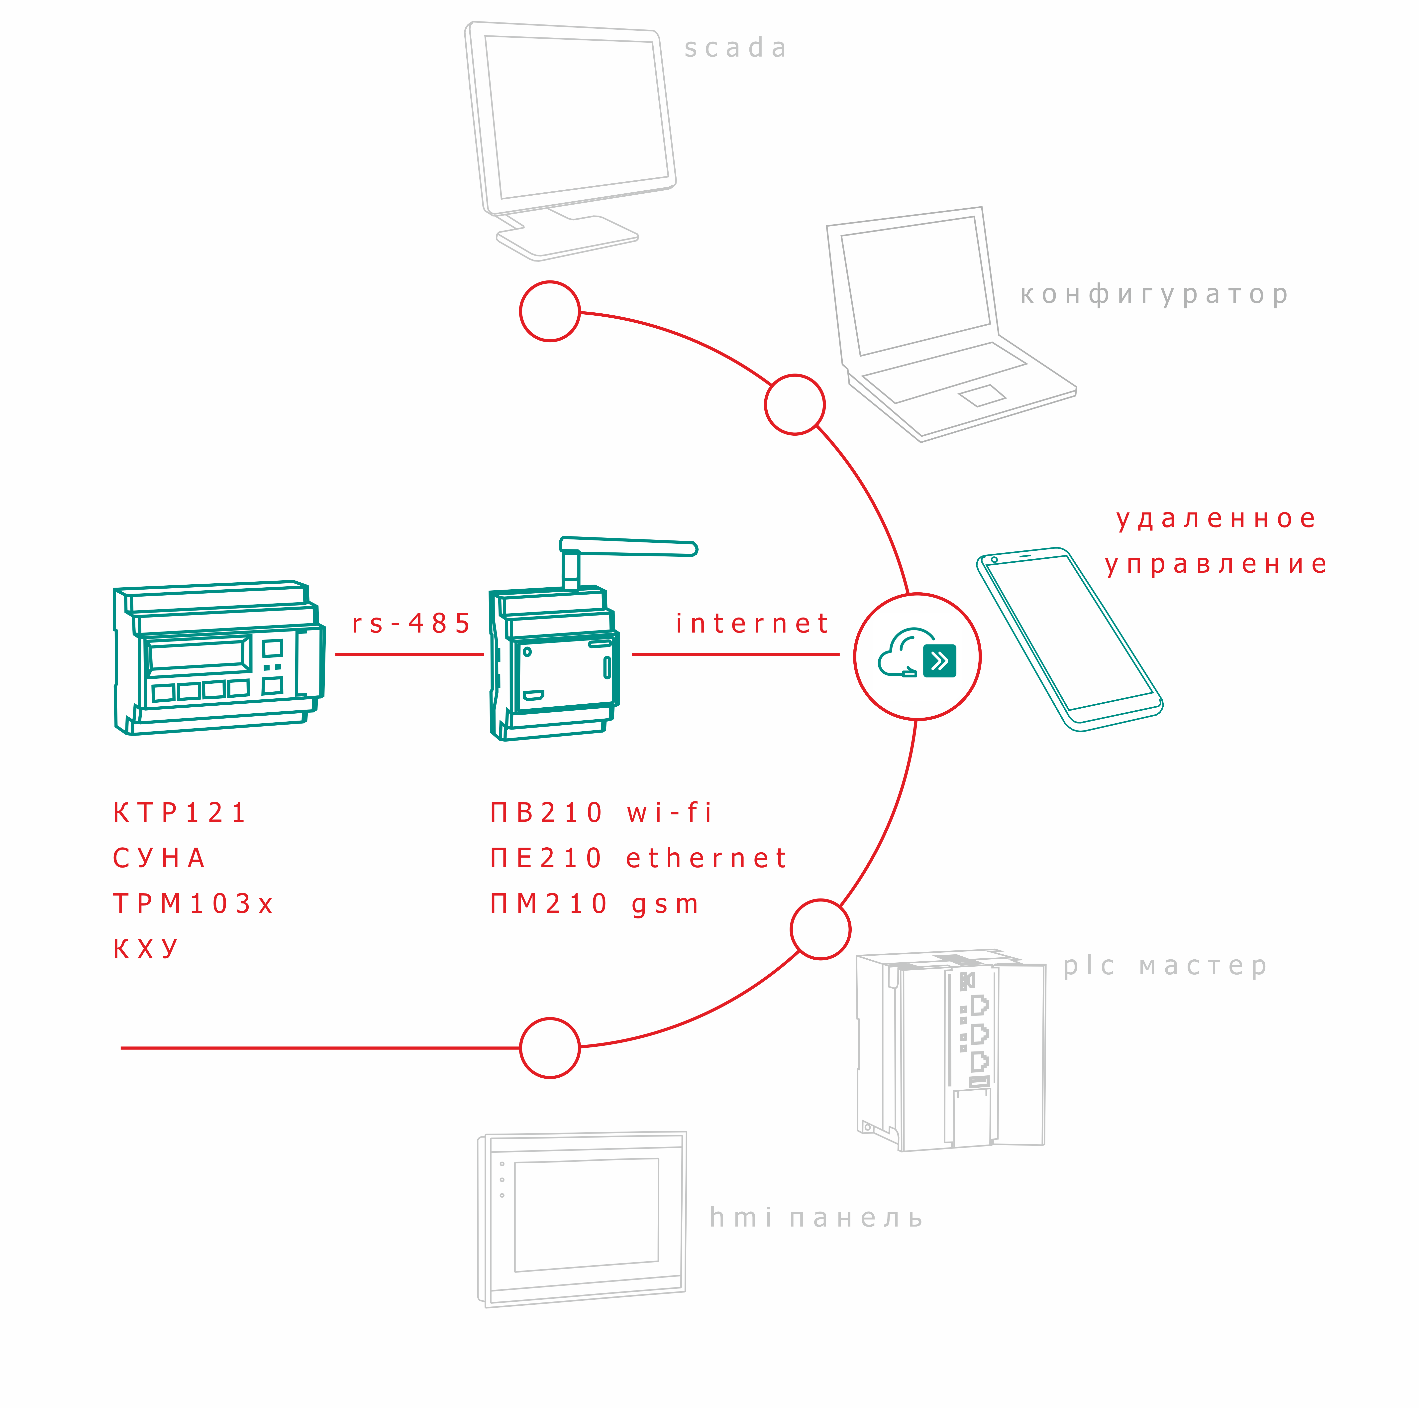 scada
конфигуратор
удаленное
управление
rs-485
internet
КТР121
СУНА
ТРМ103х
КХУ
ПВ210 wi-fi
ПЕ210 ethernet
ПМ210 gsm
plc мастер
hmi панель